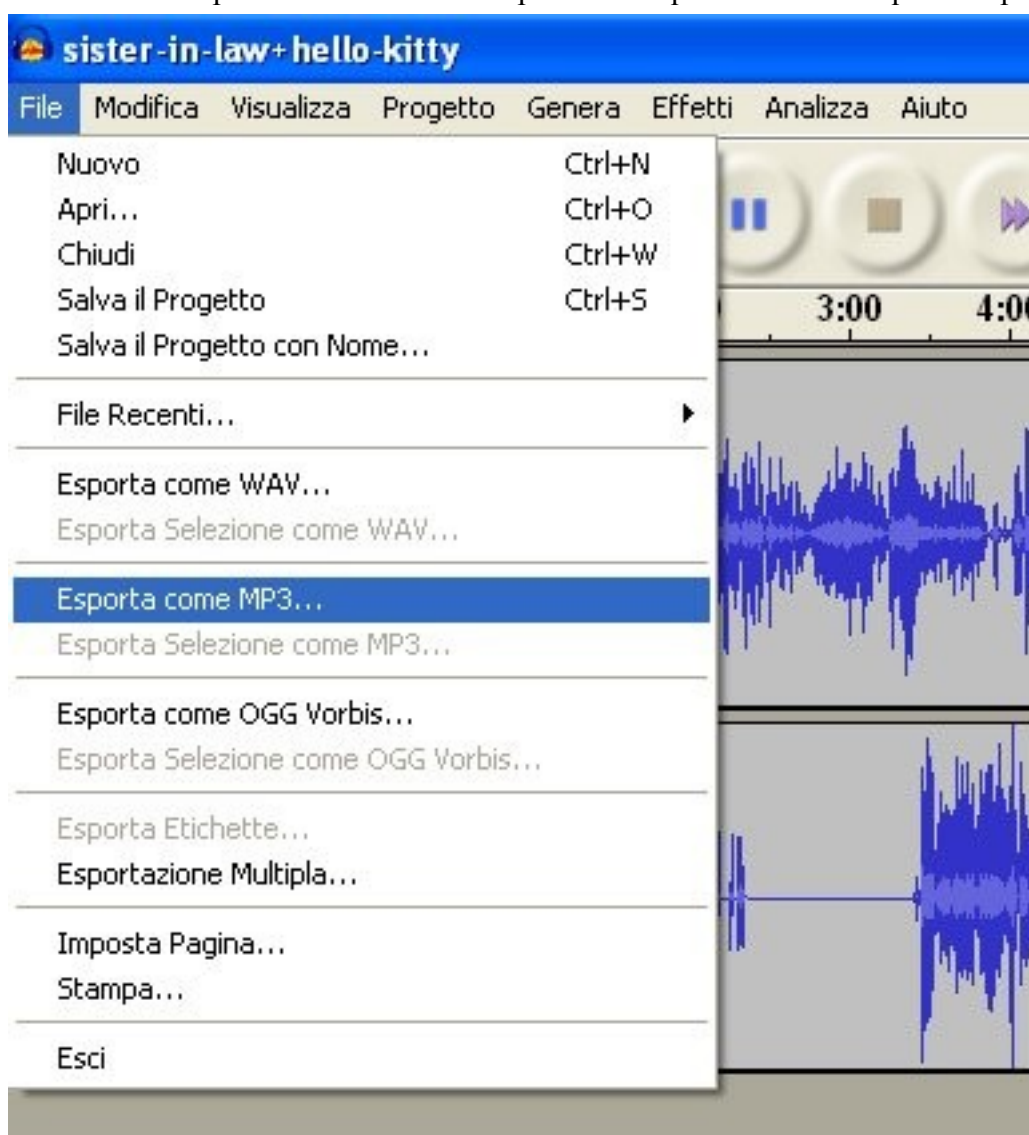 sister-in-law+hello-kitty
File Modifica Visualizza Progetto Genera Effetti Analizza Aiuto
Nuovo Ctrl+N
Apri... Ctrl+O
Chiudi Ctrl+W
Salva il Progetto Ctrl+S
3:00 4:00
Salva il Progetto con Nome...
File Recenti...
Esporta come WAV...
Esporta Selezione come WAV...
Esporta come MP3...
Esporta Selezione come MP3...
Esporta come OGG Vorbis...
Esporta Selezione come OGG Vorbis...
Esporta Etichette...
Esportazione Multipla...
Imposta Pagina...
Stampa...
Esci